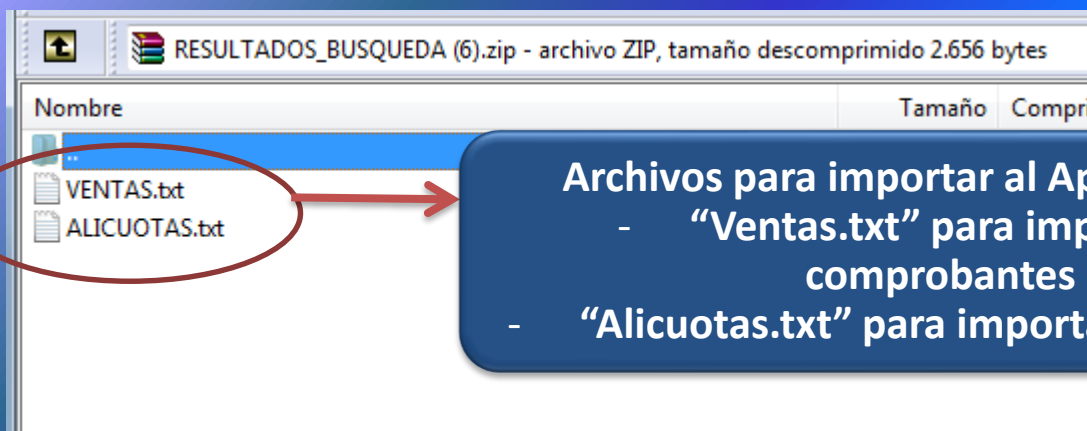 RESULTADOS_BUSQUEDA (6).zip - archivo ZIP, tamaño descomprimido 2.656 bytes
Nombre Tamaño
..
VENTAS.txt
ALICUOTAS.txt
Archivos para importar al
- “Ventas.txt” para
comprobantes
- “Alicuotas.txt” para